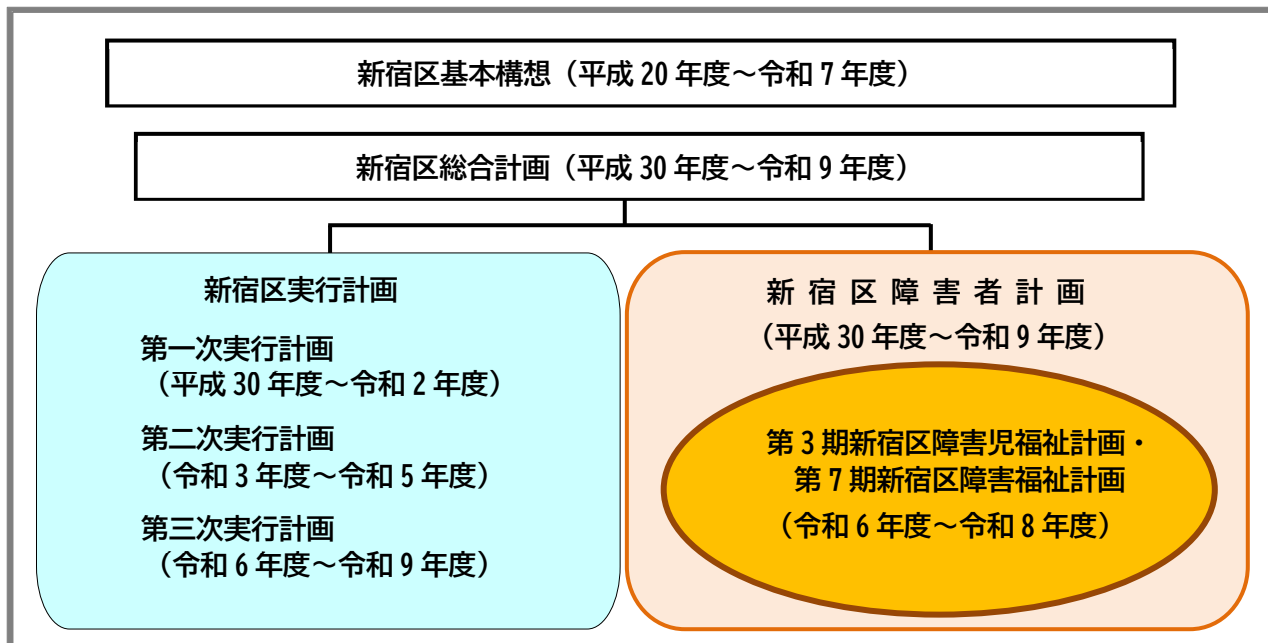 新宿区基本構想（平成 20 年度～令和 7 年度）
新宿区総合計画（平成 30 年度～令和 9 年度）
新宿区実行計画
第一次実行計画
（平成 30 年度～令和 2 年度）
第二次実行計画
（令和 3 年度～令和 5 年度）
第三次実行計画
（令和 6 年度～令和 9 年度）
新 宿 区 障 害 者 計 画
（平成 30 年度～令和 9 年度）
第 3 期新宿区障害児福祉計画・
第 7 期新宿区障害福祉計画
（令和 6 年度～令和 8 年度）